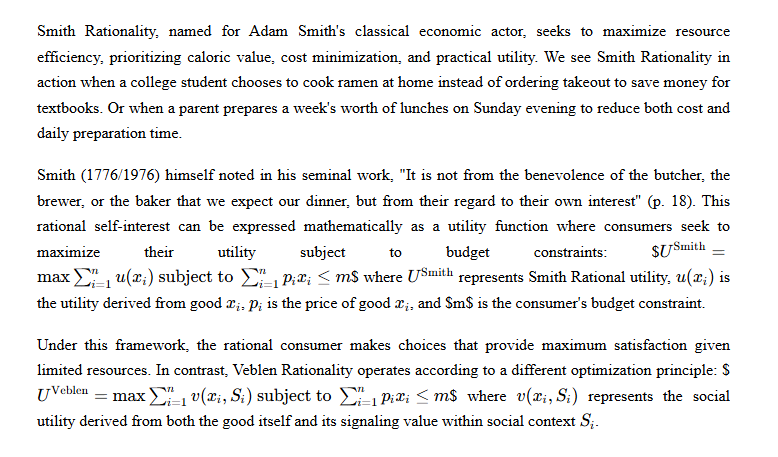 Smith Rationality, named for Adam Smith's classical economic actor, seeks to maximize resource
efficiency, prioritizing caloric value, cost minimization, and practical utility. We see Smith Rationality in
action when a college student chooses to cook ramen at home instead of ordering takeout to save money for
textbooks. Or when a parent prepares a week's worth of lunches on Sunday evening to reduce both cost and
daily preparation time.
Smith (1776/1976) himself noted in his seminal work, "It is not from the benevolence of the butcher, the
brewer, or the baker that we expect our dinner, but from their regard to their own interest" (p. 18). This
rational self-interest can be expressed mathematically as a utility function where consumers seek to
maximize their utility subject to budget constraints: $U^Smith =
max ∑_{i=1}^n u(x_i) subject to ∑_{i=1}^n p_i x_i ≤ m$ where U^Smith represents Smith Rational utility, u(x_i) is
the utility derived from good x_i, p_i is the price of good x_i, and $m$ is the consumer's budget constraint.
Under this framework, the rational consumer makes choices that provide maximum satisfaction given
limited resources. In contrast, Veblen Rationality operates according to a different optimization principle: $
U^Veblen = max ∑_{i=1}^n v(x_i, S_i) subject to ∑_{i=1}^n p_i x_i ≤ m$ where v(x_i, S_i) represents the social
utility derived from both the good itself and its signaling value within social context S_i.